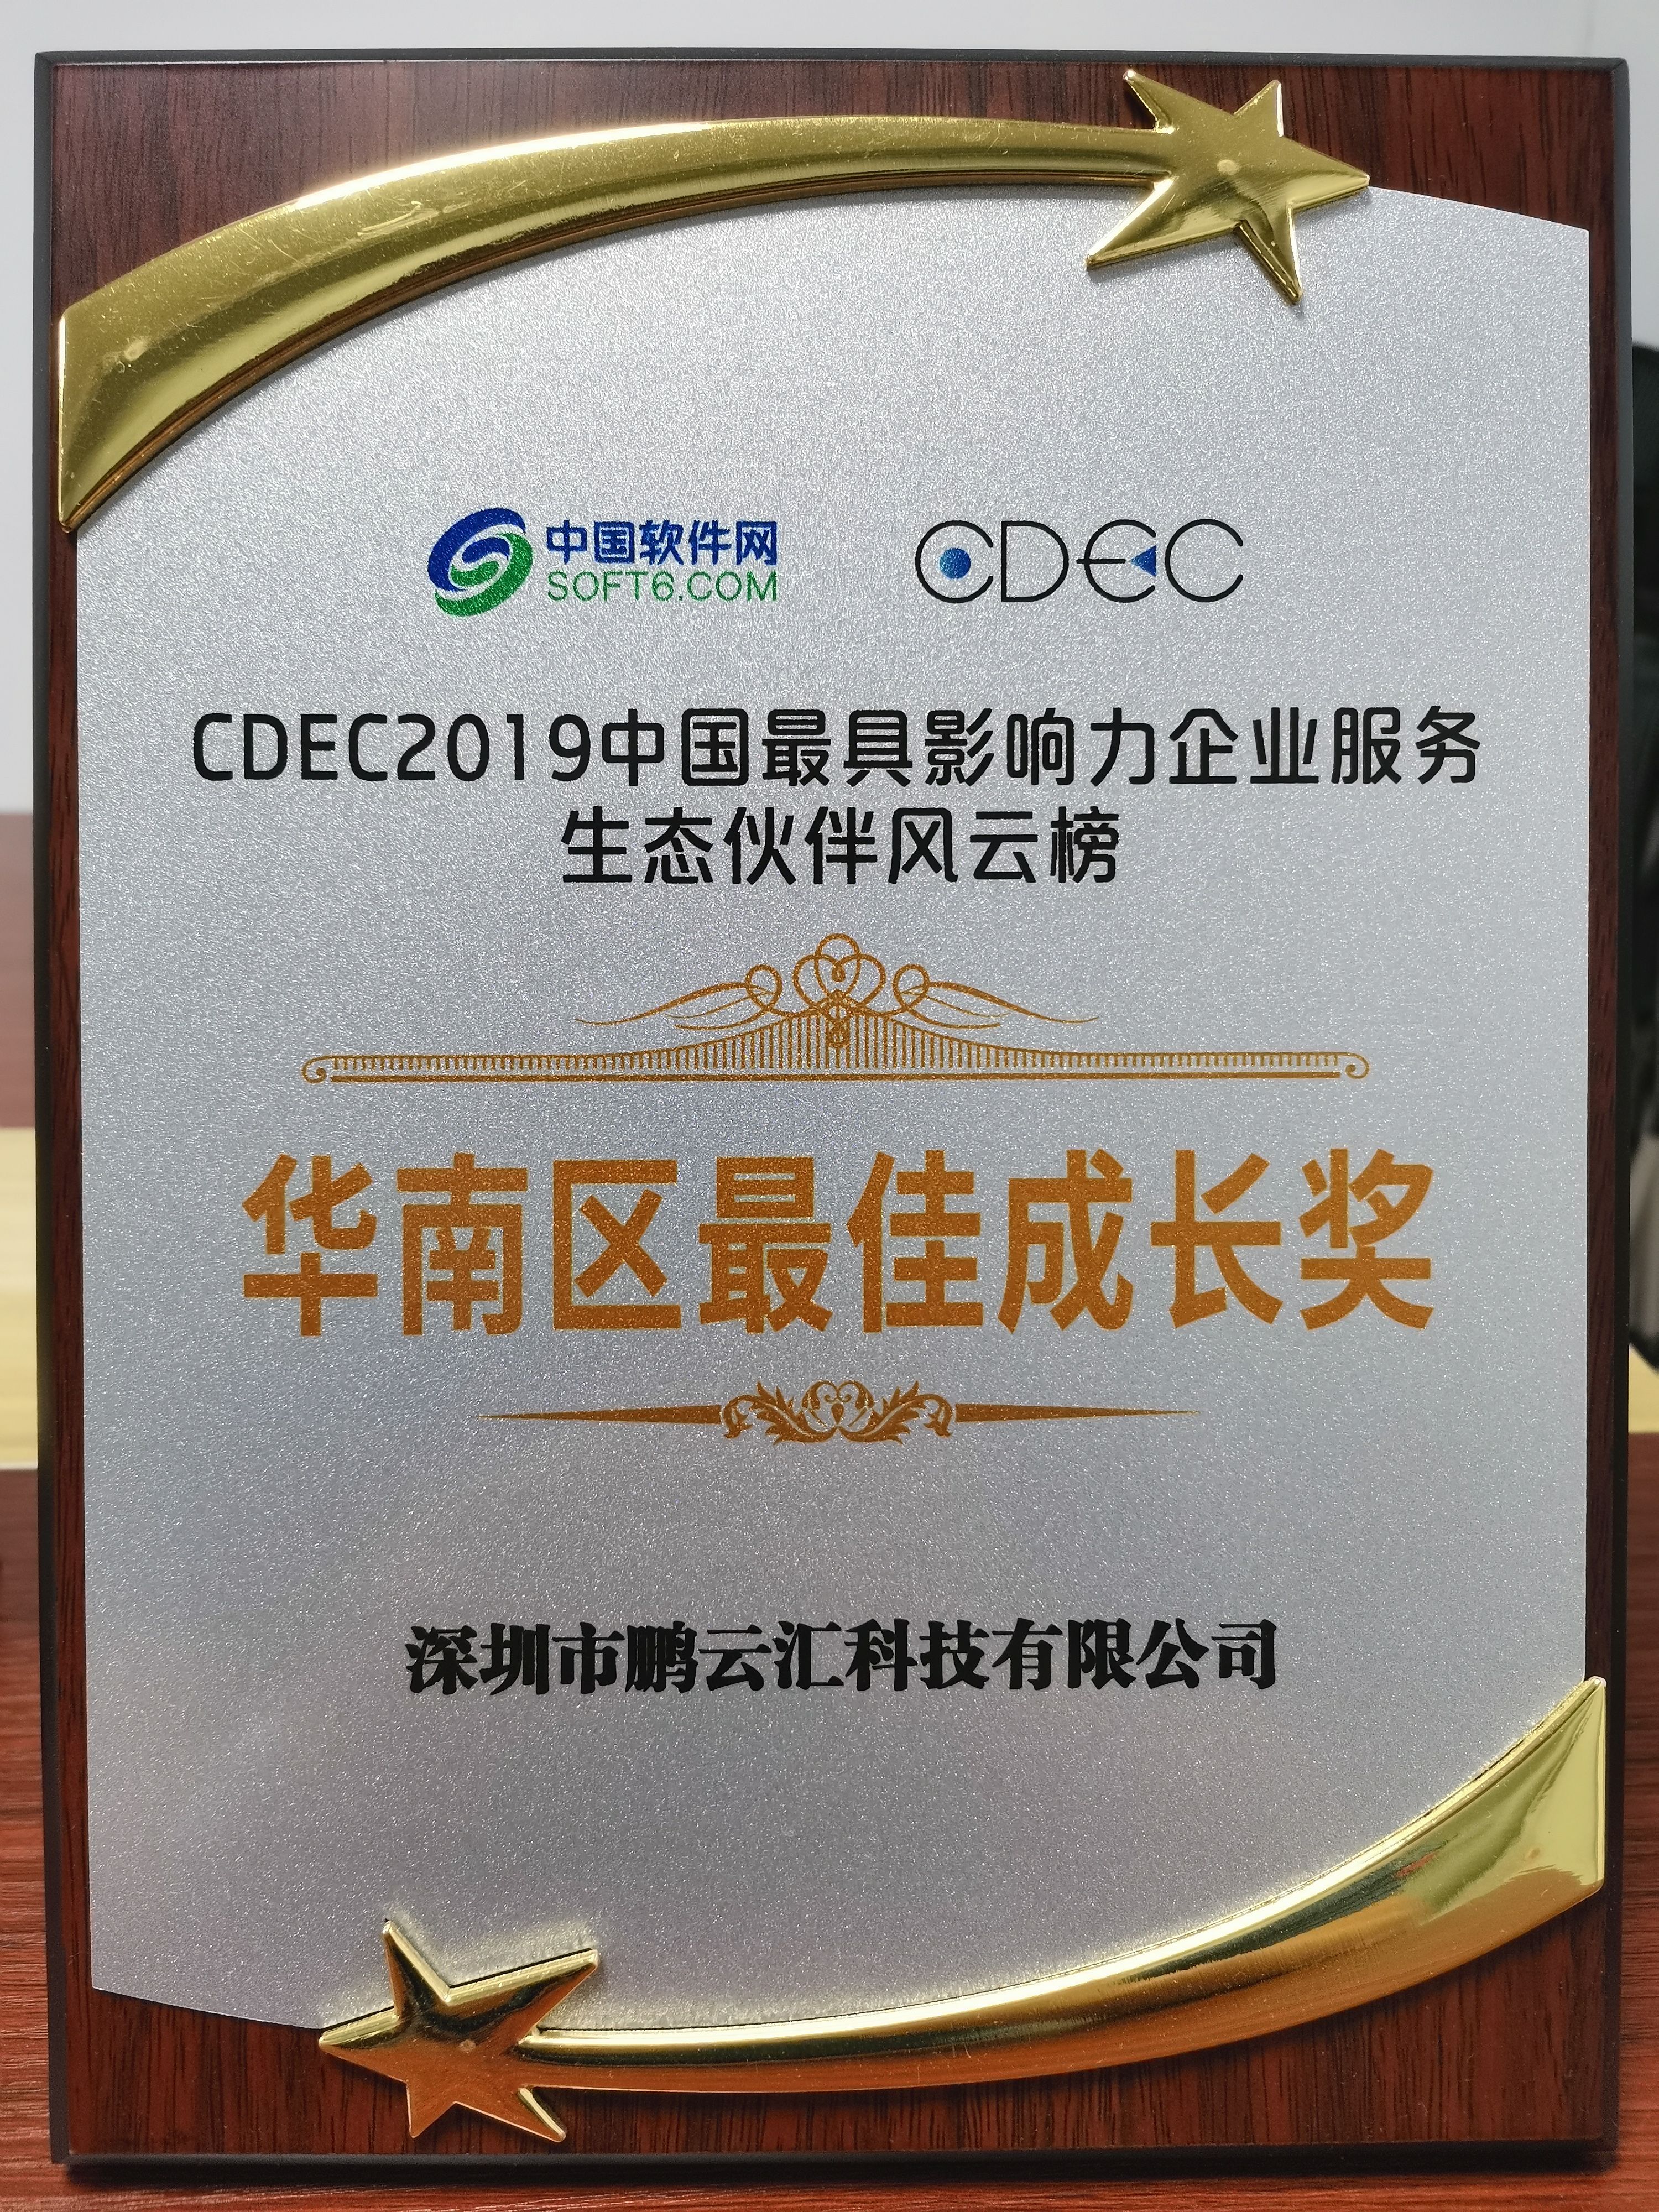 中国软件网
SOFT6.COM
CDEC
CDEC2019中国最具影响力企业服务
生态伙伴风云榜
华南区最佳成长奖
深圳市鹏云汇科技有限公司